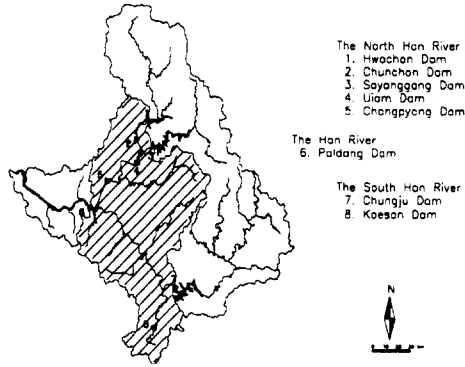 The North Han River
1. Hwachon Dam
2. Chunchon Dam
3. Soyanggang Dam
4. Uiam Dam
5. Chongpyong Dam
The Han River
6. Paldang Dam
The South Han River
7. Chungju Dam
8. Koesan Dam
N